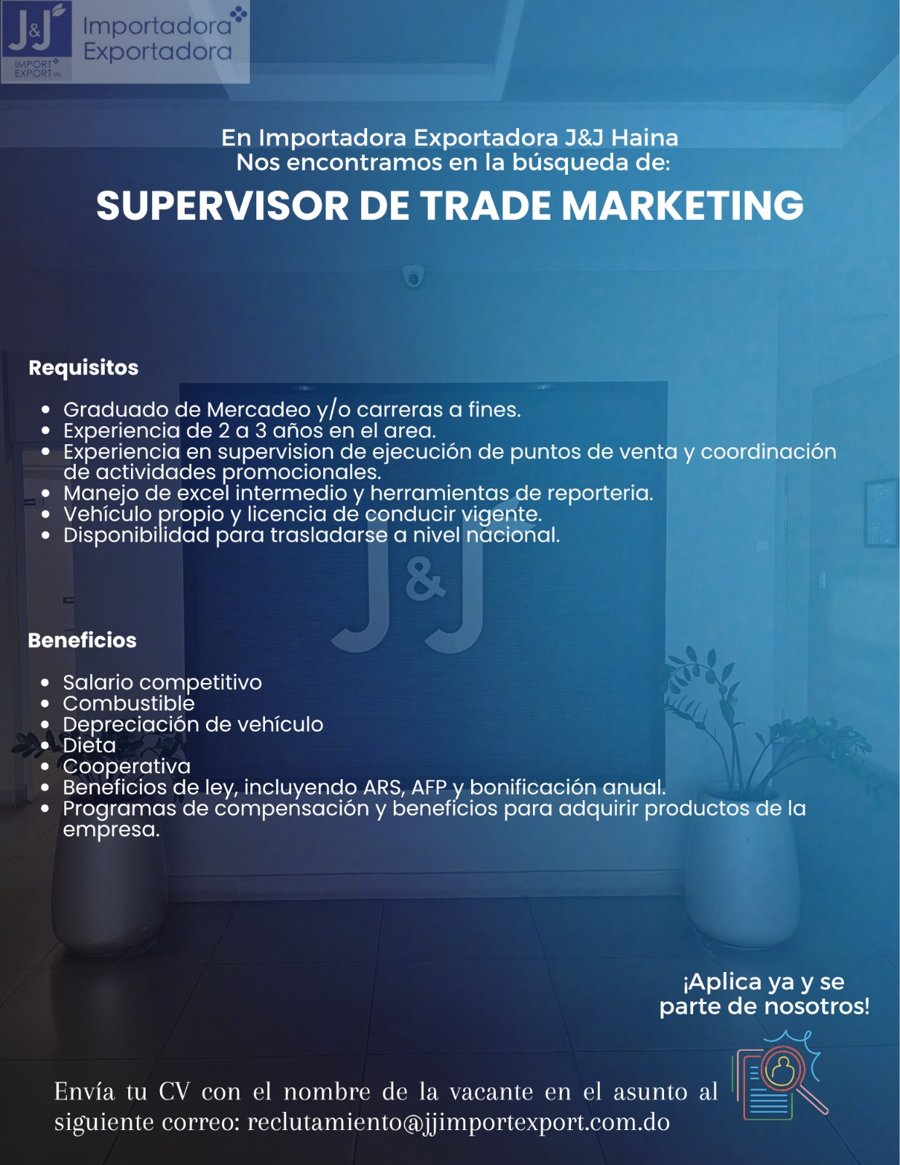 J&J
IMPORT
EXPORT SRL
Importadora
Exportadora
En Importadora Exportadora J&J Haina
Nos encontramos en la búsqueda de:
SUPERVISOR DE TRADE MARKETING
Requisitos
• Graduado de Mercadeo y/o carreras a fines.
• Experiencia de 2 a 3 años en el area.
• Experiencia en supervision de ejecución de puntos de venta y coordinación
de actividades promocionales.
• Manejo de excel intermedio y herramientas de reporteria.
• Vehículo propio y licencia de conducir vigente.
• Disponibilidad para trasladarse a nivel nacional.
J&J
Beneficios
• Salario competitivo
• Combustible
• Depreciación de vehículo
• Dieta
• Cooperativa
• Beneficios de ley, incluyendo ARS, AFP y bonificación anual.
• Programas de compensación y beneficios para adquirir productos de la
empresa.
¡Aplica ya y se
parte de nosotros!
Envía tu CV con el nombre de la vacante en el asunto al
siguiente correo: reclutamiento@jjimportexport.com.do